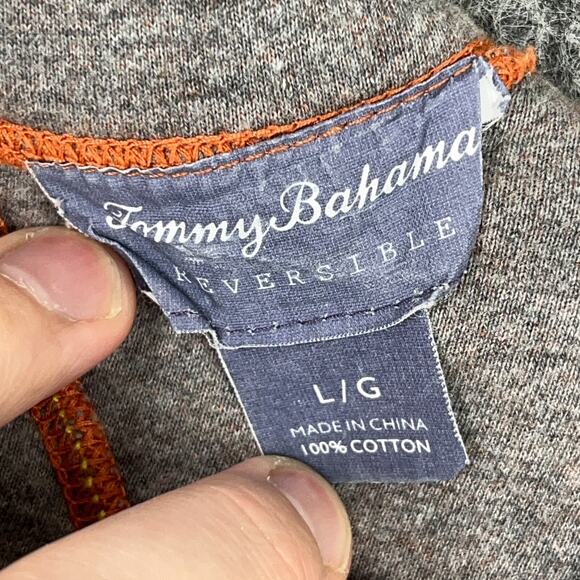 Tommy Bahama
REVERSIBLE
L/G
MADE IN CHINA
100% COTTON